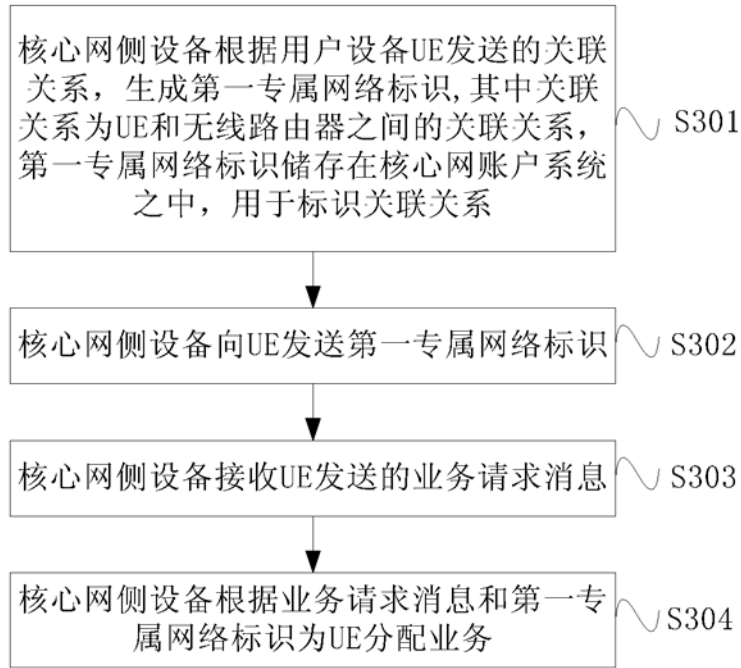 核心网侧设备根据用户设备UE发送的关联
关系，生成第一专属网络标识,其中关联
关系为UE和无线路由器之间的关联关系，
第一专属网络标识储存在核心网账户系统
之中，用于标识关联关系
S301
核心网侧设备向UE发送第一专属网络标识
S302
核心网侧设备接收UE发送的业务请求消息
S303
核心网侧设备根据业务请求消息和第一专
属网络标识为UE分配业务
S304